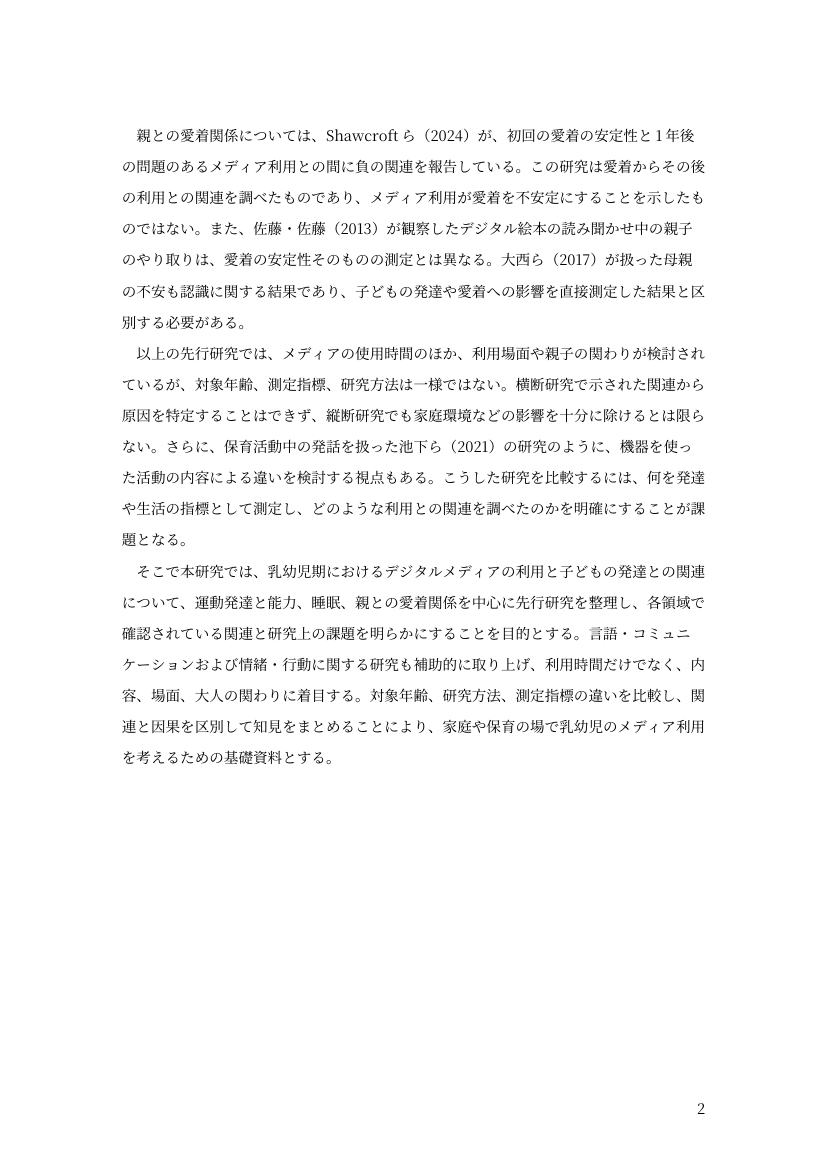 親との愛着関係については、Shawcroft ら（2024）が、初回の愛着の安定性と 1 年後
の問題のあるメディア利用との間に負の関連を報告している。この研究は愛着からその後
の利用との関連を調べたものであり、メディア利用が愛着を不安定にすることを示したも
のではない。また、佐藤・佐藤（2013）が観察したデジタル絵本の読み聞かせ中の親子
のやり取りは、愛着の安定性そのものの測定とは異なる。大西ら（2017）が扱った母親
の不安も認識に関する結果であり、子どもの発達や愛着への影響を直接測定した結果と区
別する必要がある。
以上の先行研究では、メディアの使用時間のほか、利用場面や親子の関わりが検討され
ているが、対象年齢、測定指標、研究方法は一様ではない。横断研究で示された関連から
原因を特定することはできず、縦断研究でも家庭環境などの影響を十分に除けるとは限ら
ない。さらに、保育活動中の発話を扱った池下ら（2021）の研究のように、機器を使っ
た活動の内容による違いを検討する視点もある。こうした研究を比較するには、何を発達
や生活の指標として測定し、どのような利用との関連を調べたのかを明確にすることが課
題となる。
そこで本研究では、乳幼児期におけるデジタルメディアの利用と子どもの発達との関連
について、運動発達と能力、睡眠、親との愛着関係を中心に先行研究を整理し、各領域で
確認されている関連と研究上の課題を明らかにすることを目的とする。言語・コミュニ
ケーションおよび情緒・行動に関する研究も補助的に取り上げ、利用時間だけでなく、内
容、場面、大人の関わりに着目する。対象年齢、研究方法、測定指標の違いを比較し、関
連と因果を区別して知見をまとめることにより、家庭や保育の場で乳幼児のメディア利用
を考えるための基礎資料とする。
2